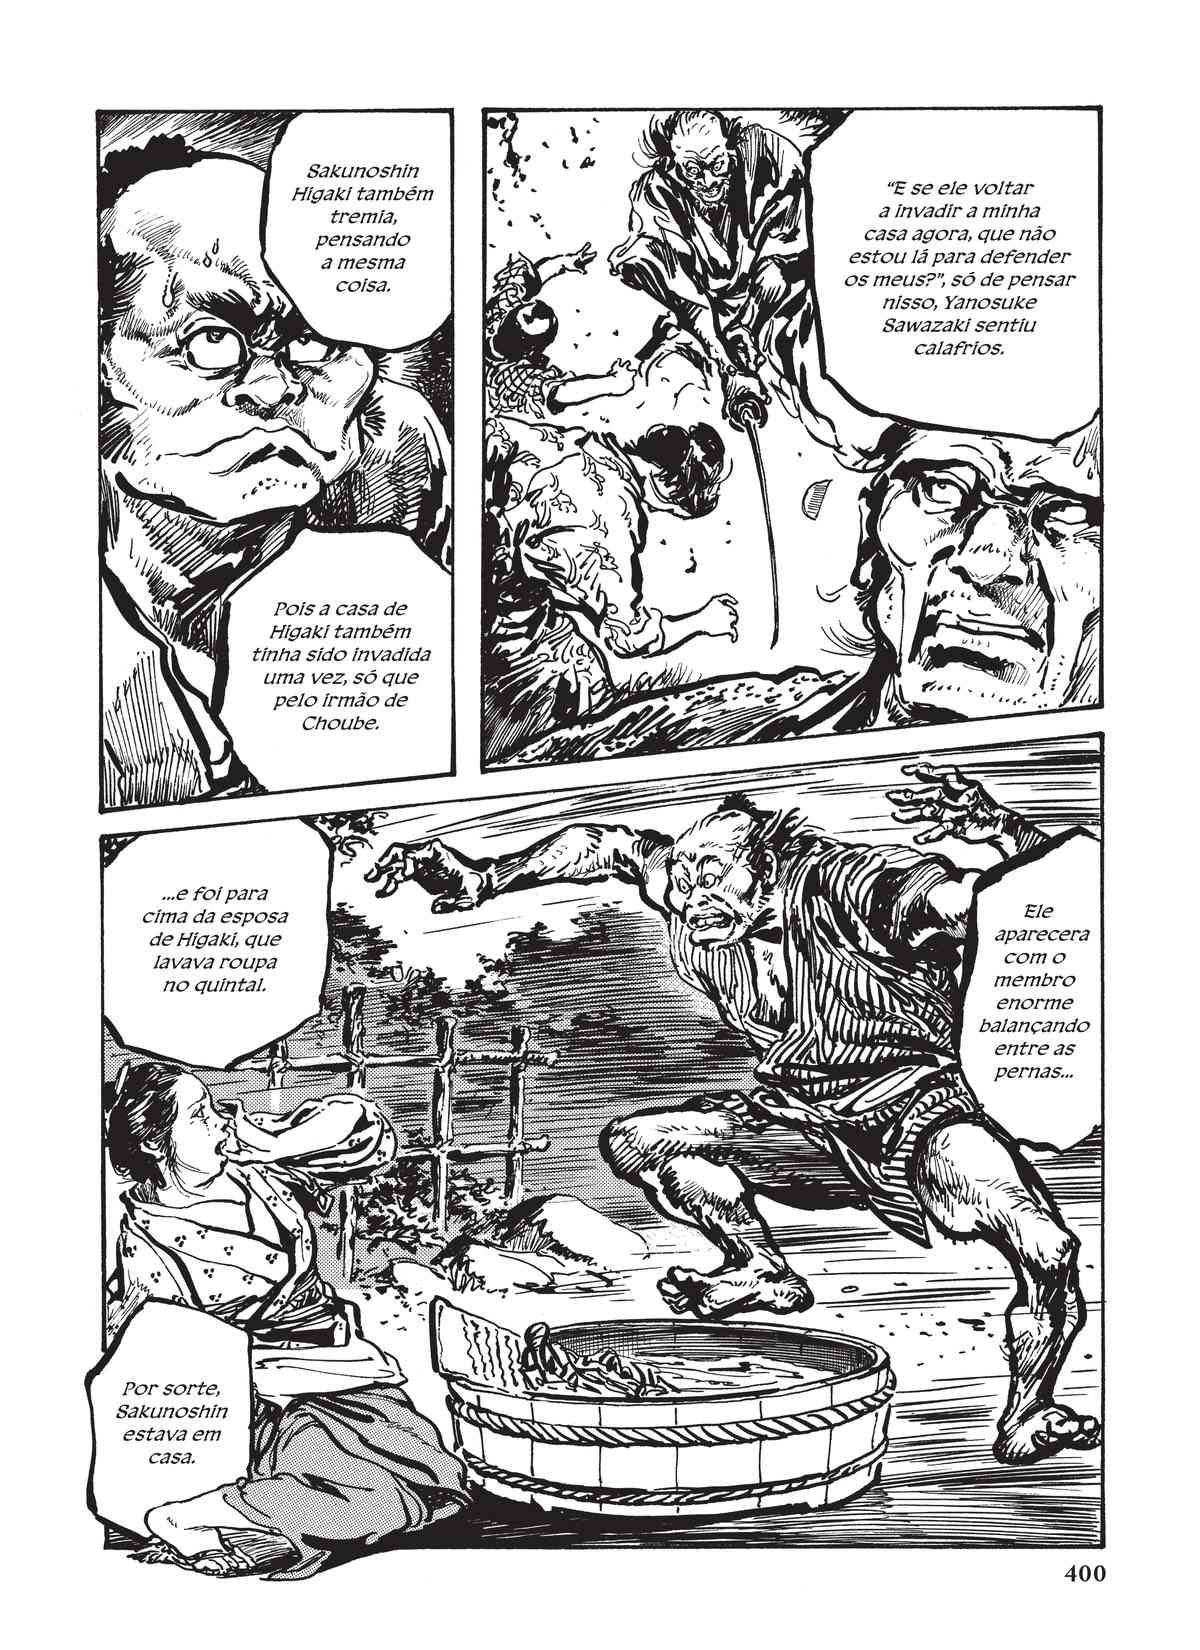 “E se ele voltar
a invadir a minha
casa agora, que não
estou lá para defender
os meus?”, só de pensar
nisso, Yanosuke
Sawazaki sentiu
calafrios.
Sakunoshin
Higaki também
tremia,
pensando
a mesma
coisa.
Pois a casa de
Higaki também
tinha sido invadida
uma vez, só que
pelo irmão de
Choube.
Ele
aparecera
com o
membro
enorme
balançando
entre as
pernas...
...e foi para
cima da esposa
de Higaki, que
lavava roupa
no quintal.
Por sorte,
Sakunoshin
estava em
casa.
400